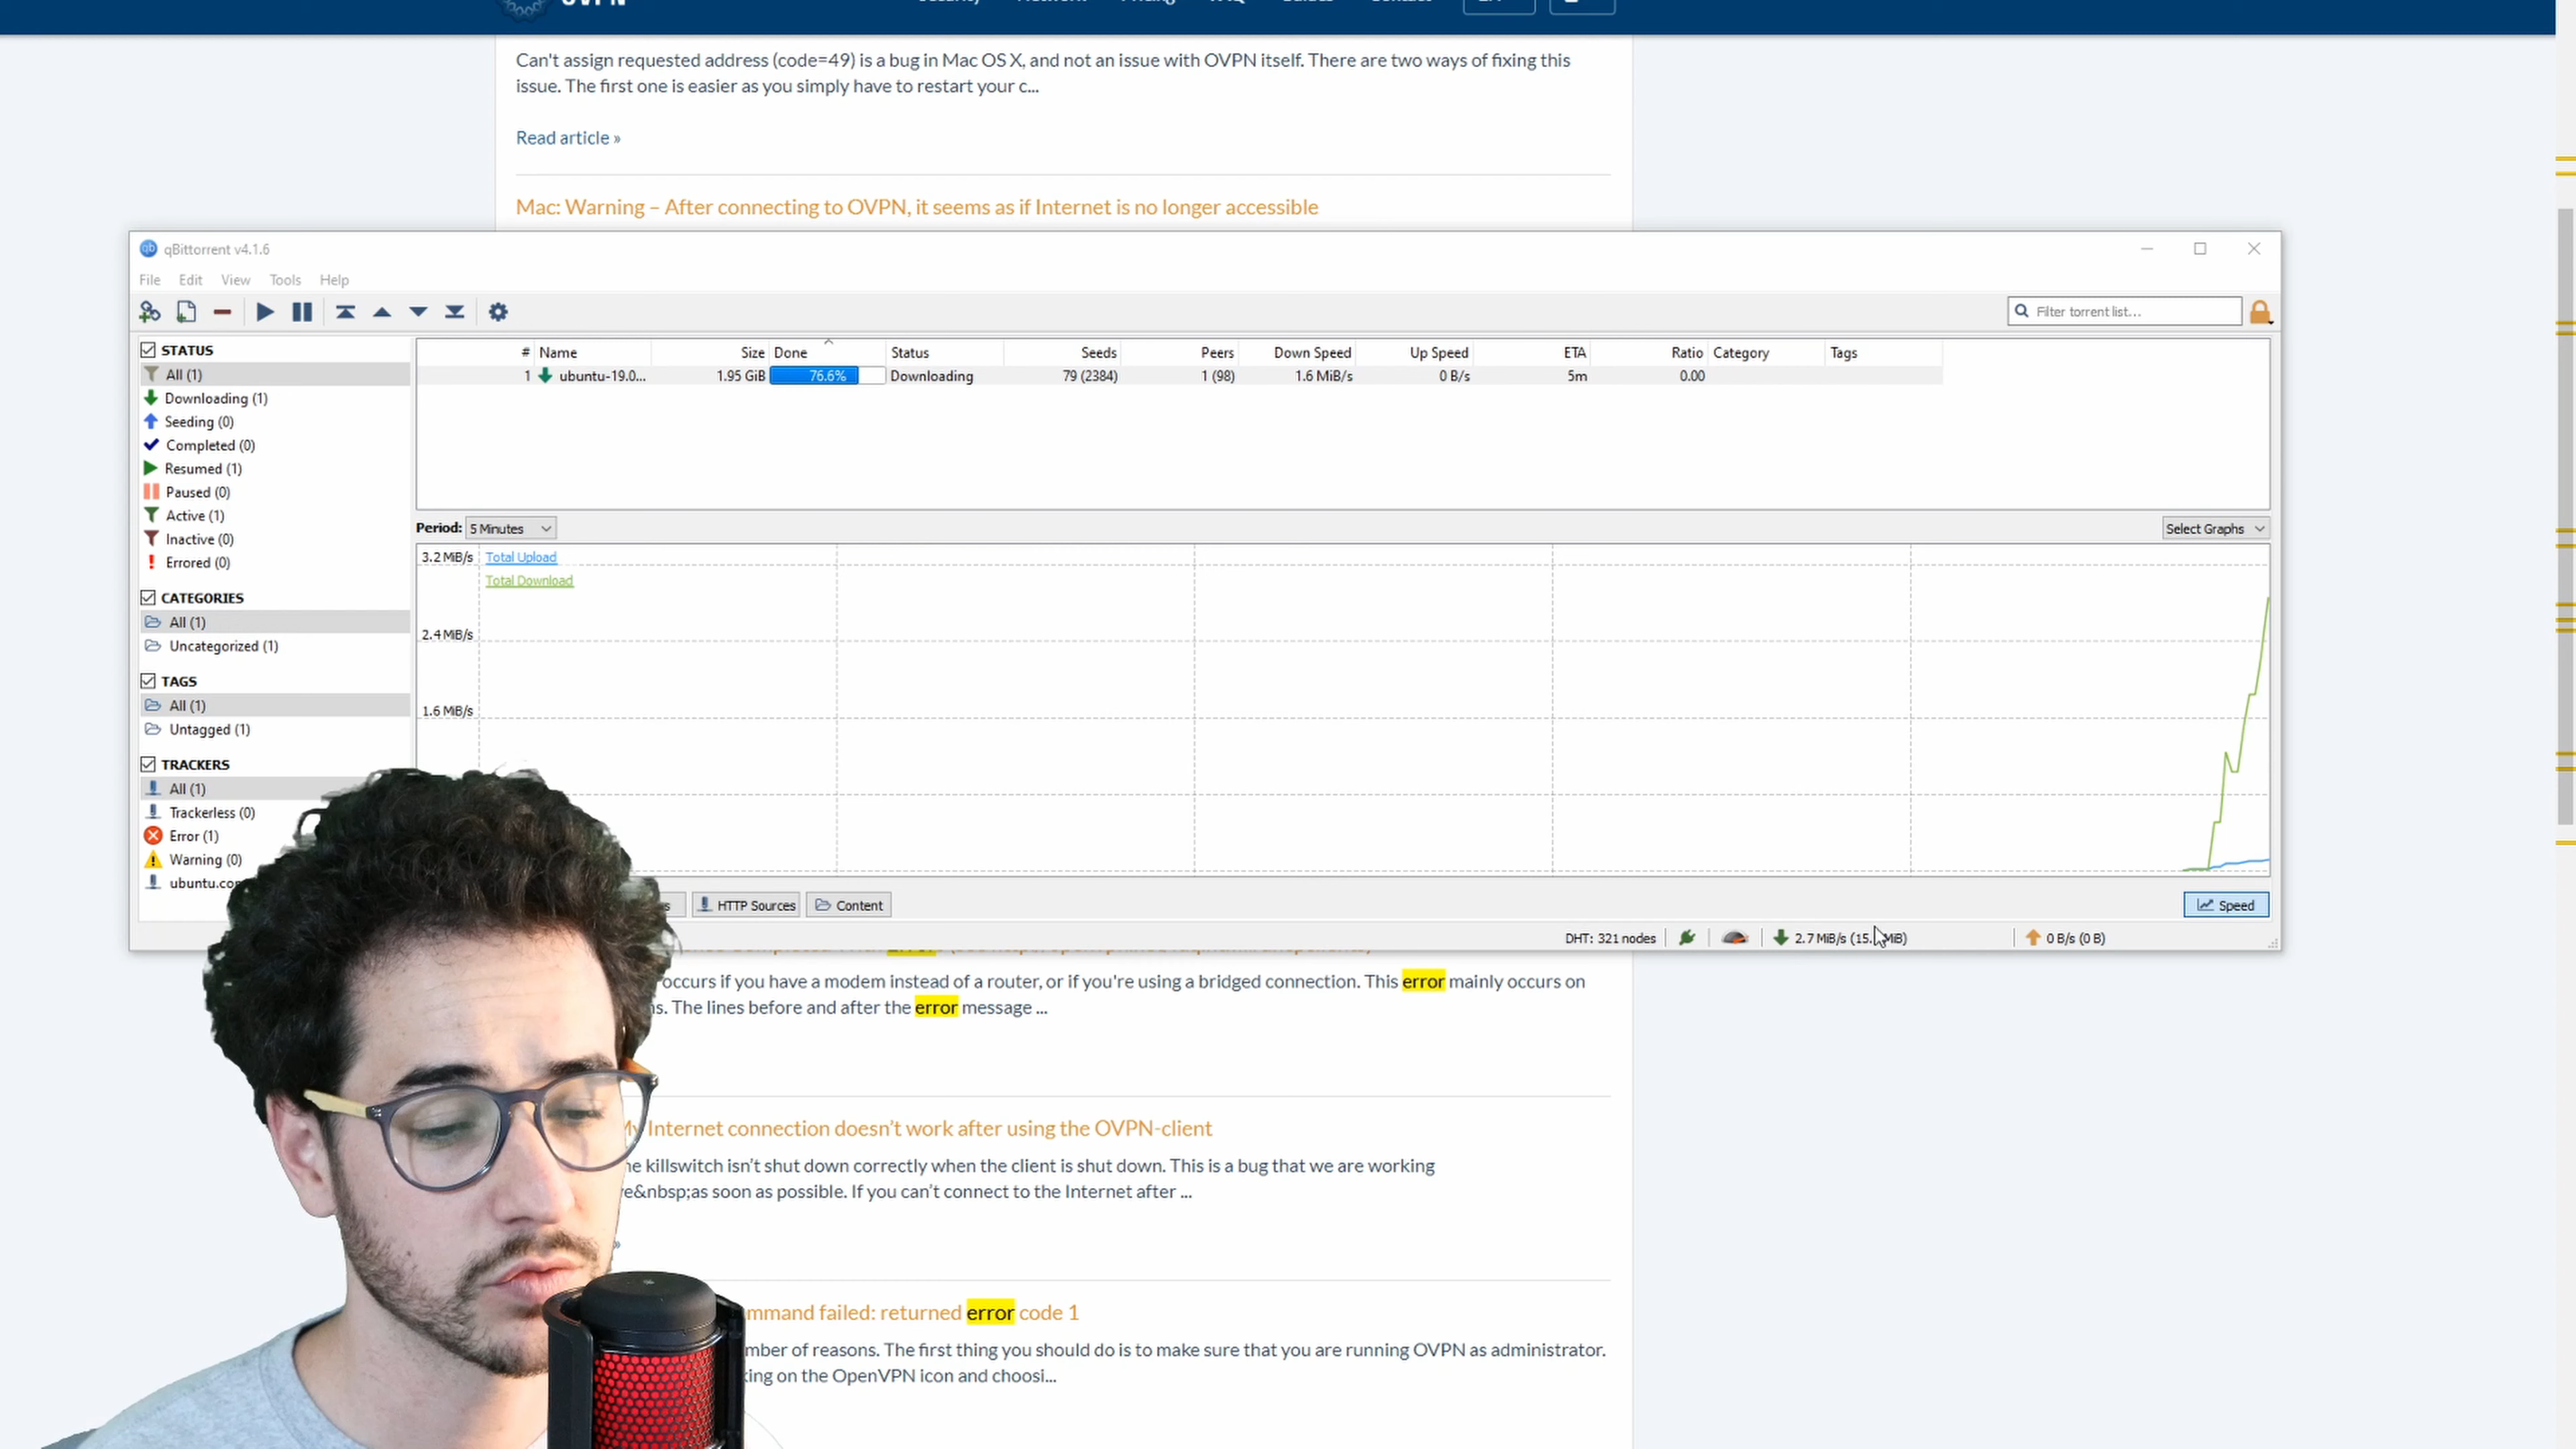 Can't assign requested address (code=49) is a bug in Mac OS X, and not an issue with OVPN itself. There are two ways of fixing this
issue. The first one is easier as you simply have to restart your c...
Read article »
Mac: Warning – After connecting to OVPN, it seems as if Internet is no longer accessible
qBittorrent v4.1.6
File Edit View Tools Help
Filter torrent list...
STATUS
All (1)
Downloading (1)
Seeding (0)
Completed (0)
Resumed (1)
Paused (0)
Active (1)
Inactive (0)
Errored (0)
CATEGORIES
All (1)
Uncategorized (1)
TAGS
All (1)
Untagged (1)
TRACKERS
All (1)
Trackerless (0)
Error (1)
Warning (0)
# Name Size Done Status Seeds Peers Down Speed Up Speed ETA Ratio Category Tags
1 ubuntu-19.0... 1.95 GiB 76.6% Downloading 79 (2384) 1 (98) 1.6 MiB/s 0 B/s 5m 0.00
Period: 5 Minutes Select Graphs
3.2 MiB/s Total Upload
Total Download
2.4 MiB/s
1.6 MiB/s
HTTP Sources Content Speed
DHT: 321 nodes 2.7 MiB/s 0 B/s (0 B)
occurs if you have a modem instead of a router, or if you're using a bridged connection. This error mainly occurs on
The lines before and after the error message ...
My Internet connection doesn't work after using the OVPN-client
killswitch isn't shut down correctly when the client is shut down. This is a bug that we are working
&nbsp;as soon as possible. If you can't connect to the Internet after ...
»
failed: returned error code 1
of reasons. The first thing you should do is to make sure that you are running OVPN as administrator.
on the OpenVPN icon and choosi...